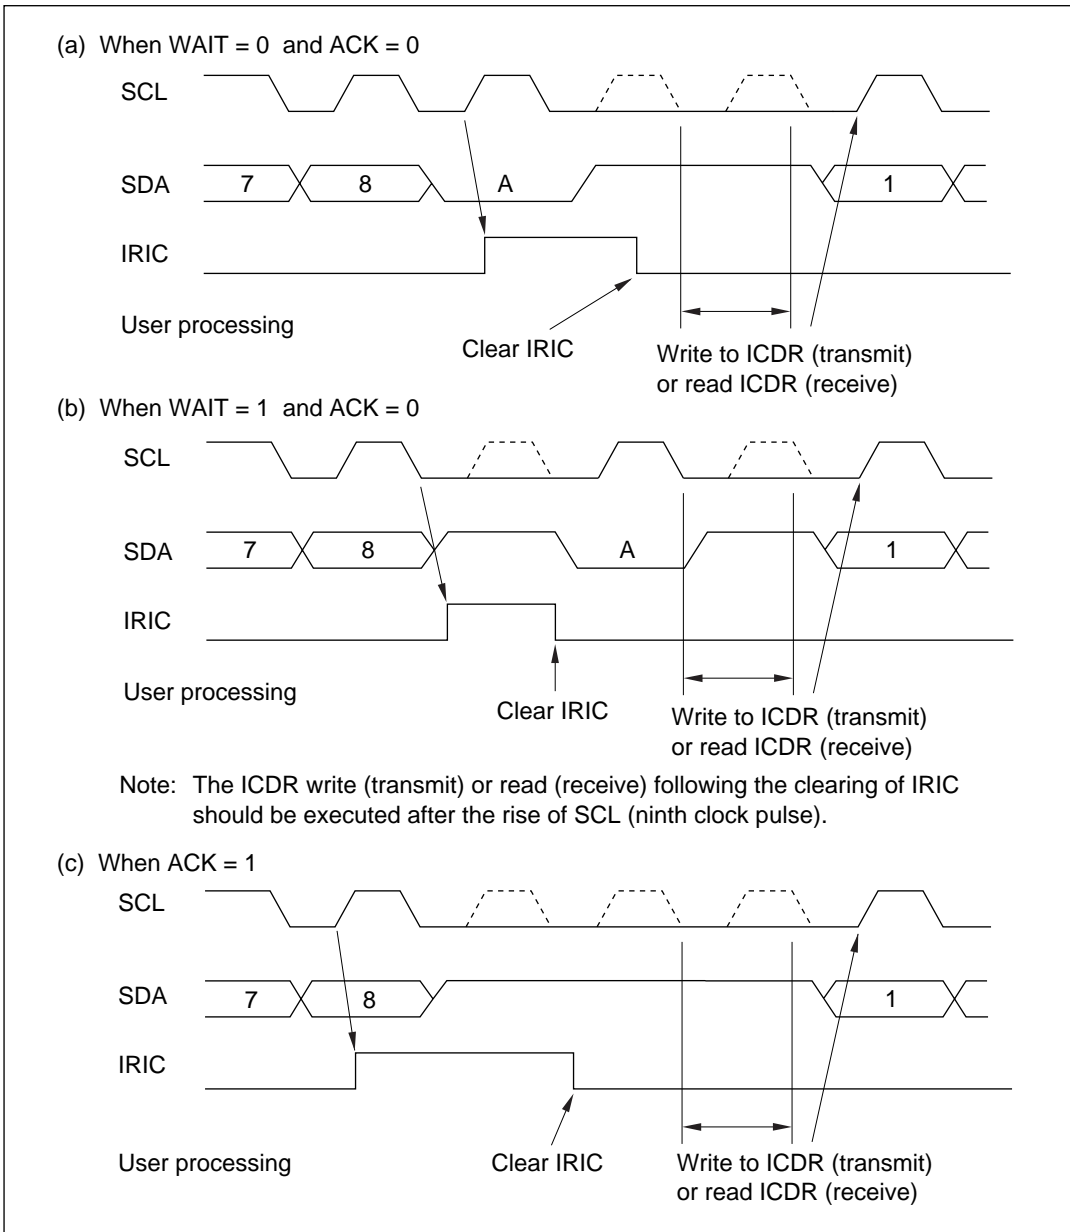 (a) When WAIT = 0 and ACK = 0
SCL
SDA
7 8 A 1
IRIC
User processing
Clear IRIC
Write to ICDR (transmit)
or read ICDR (receive)
(b) When WAIT = 1 and ACK = 0
SCL
SDA
7 8 A 1
IRIC
User processing
Clear IRIC
Write to ICDR (transmit)
or read ICDR (receive)
Note: The ICDR write (transmit) or read (receive) following the clearing of IRIC
should be executed after the rise of SCL (ninth clock pulse).
(c) When ACK = 1
SCL
SDA
7 8 1
IRIC
User processing
Clear IRIC
Write to ICDR (transmit)
or read ICDR (receive)